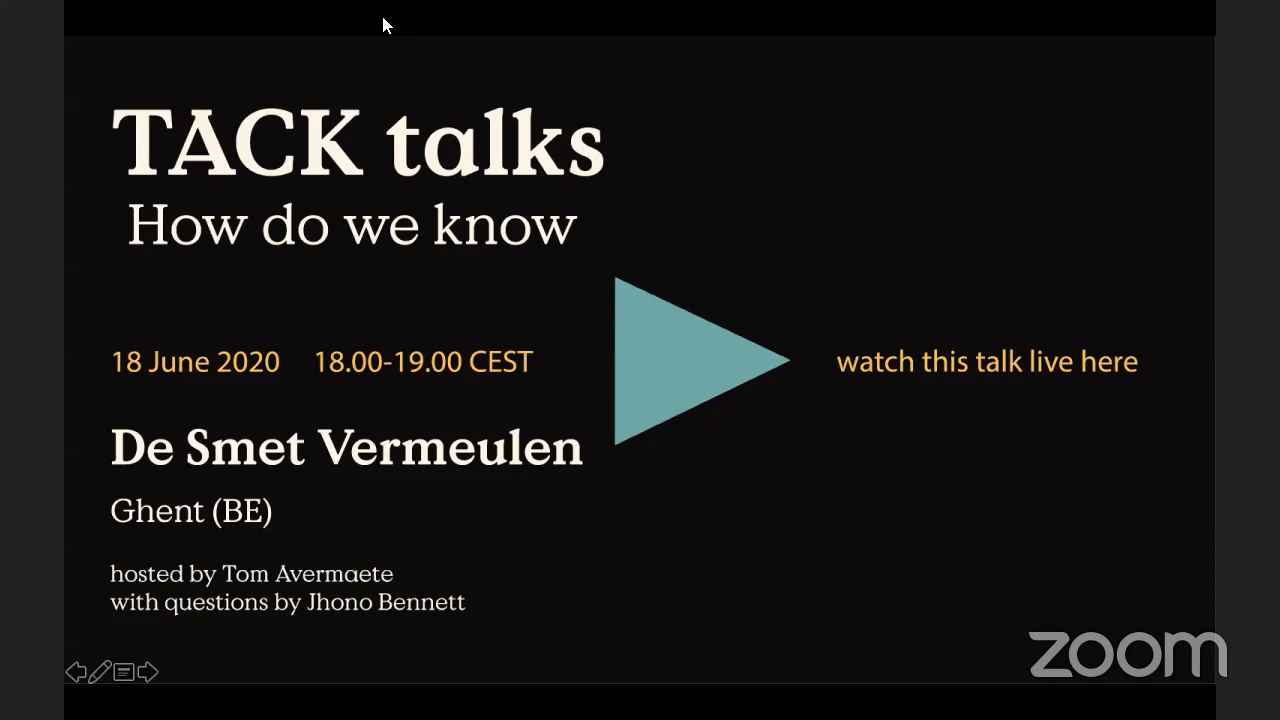 TACK talks
How do we know
18 June 2020 18.00-19.00 CEST
watch this talk live here
De Smet Vermeulen
Ghent (BE)
hosted by Tom Avermaete
with questions by Jhono Bennett
zoom